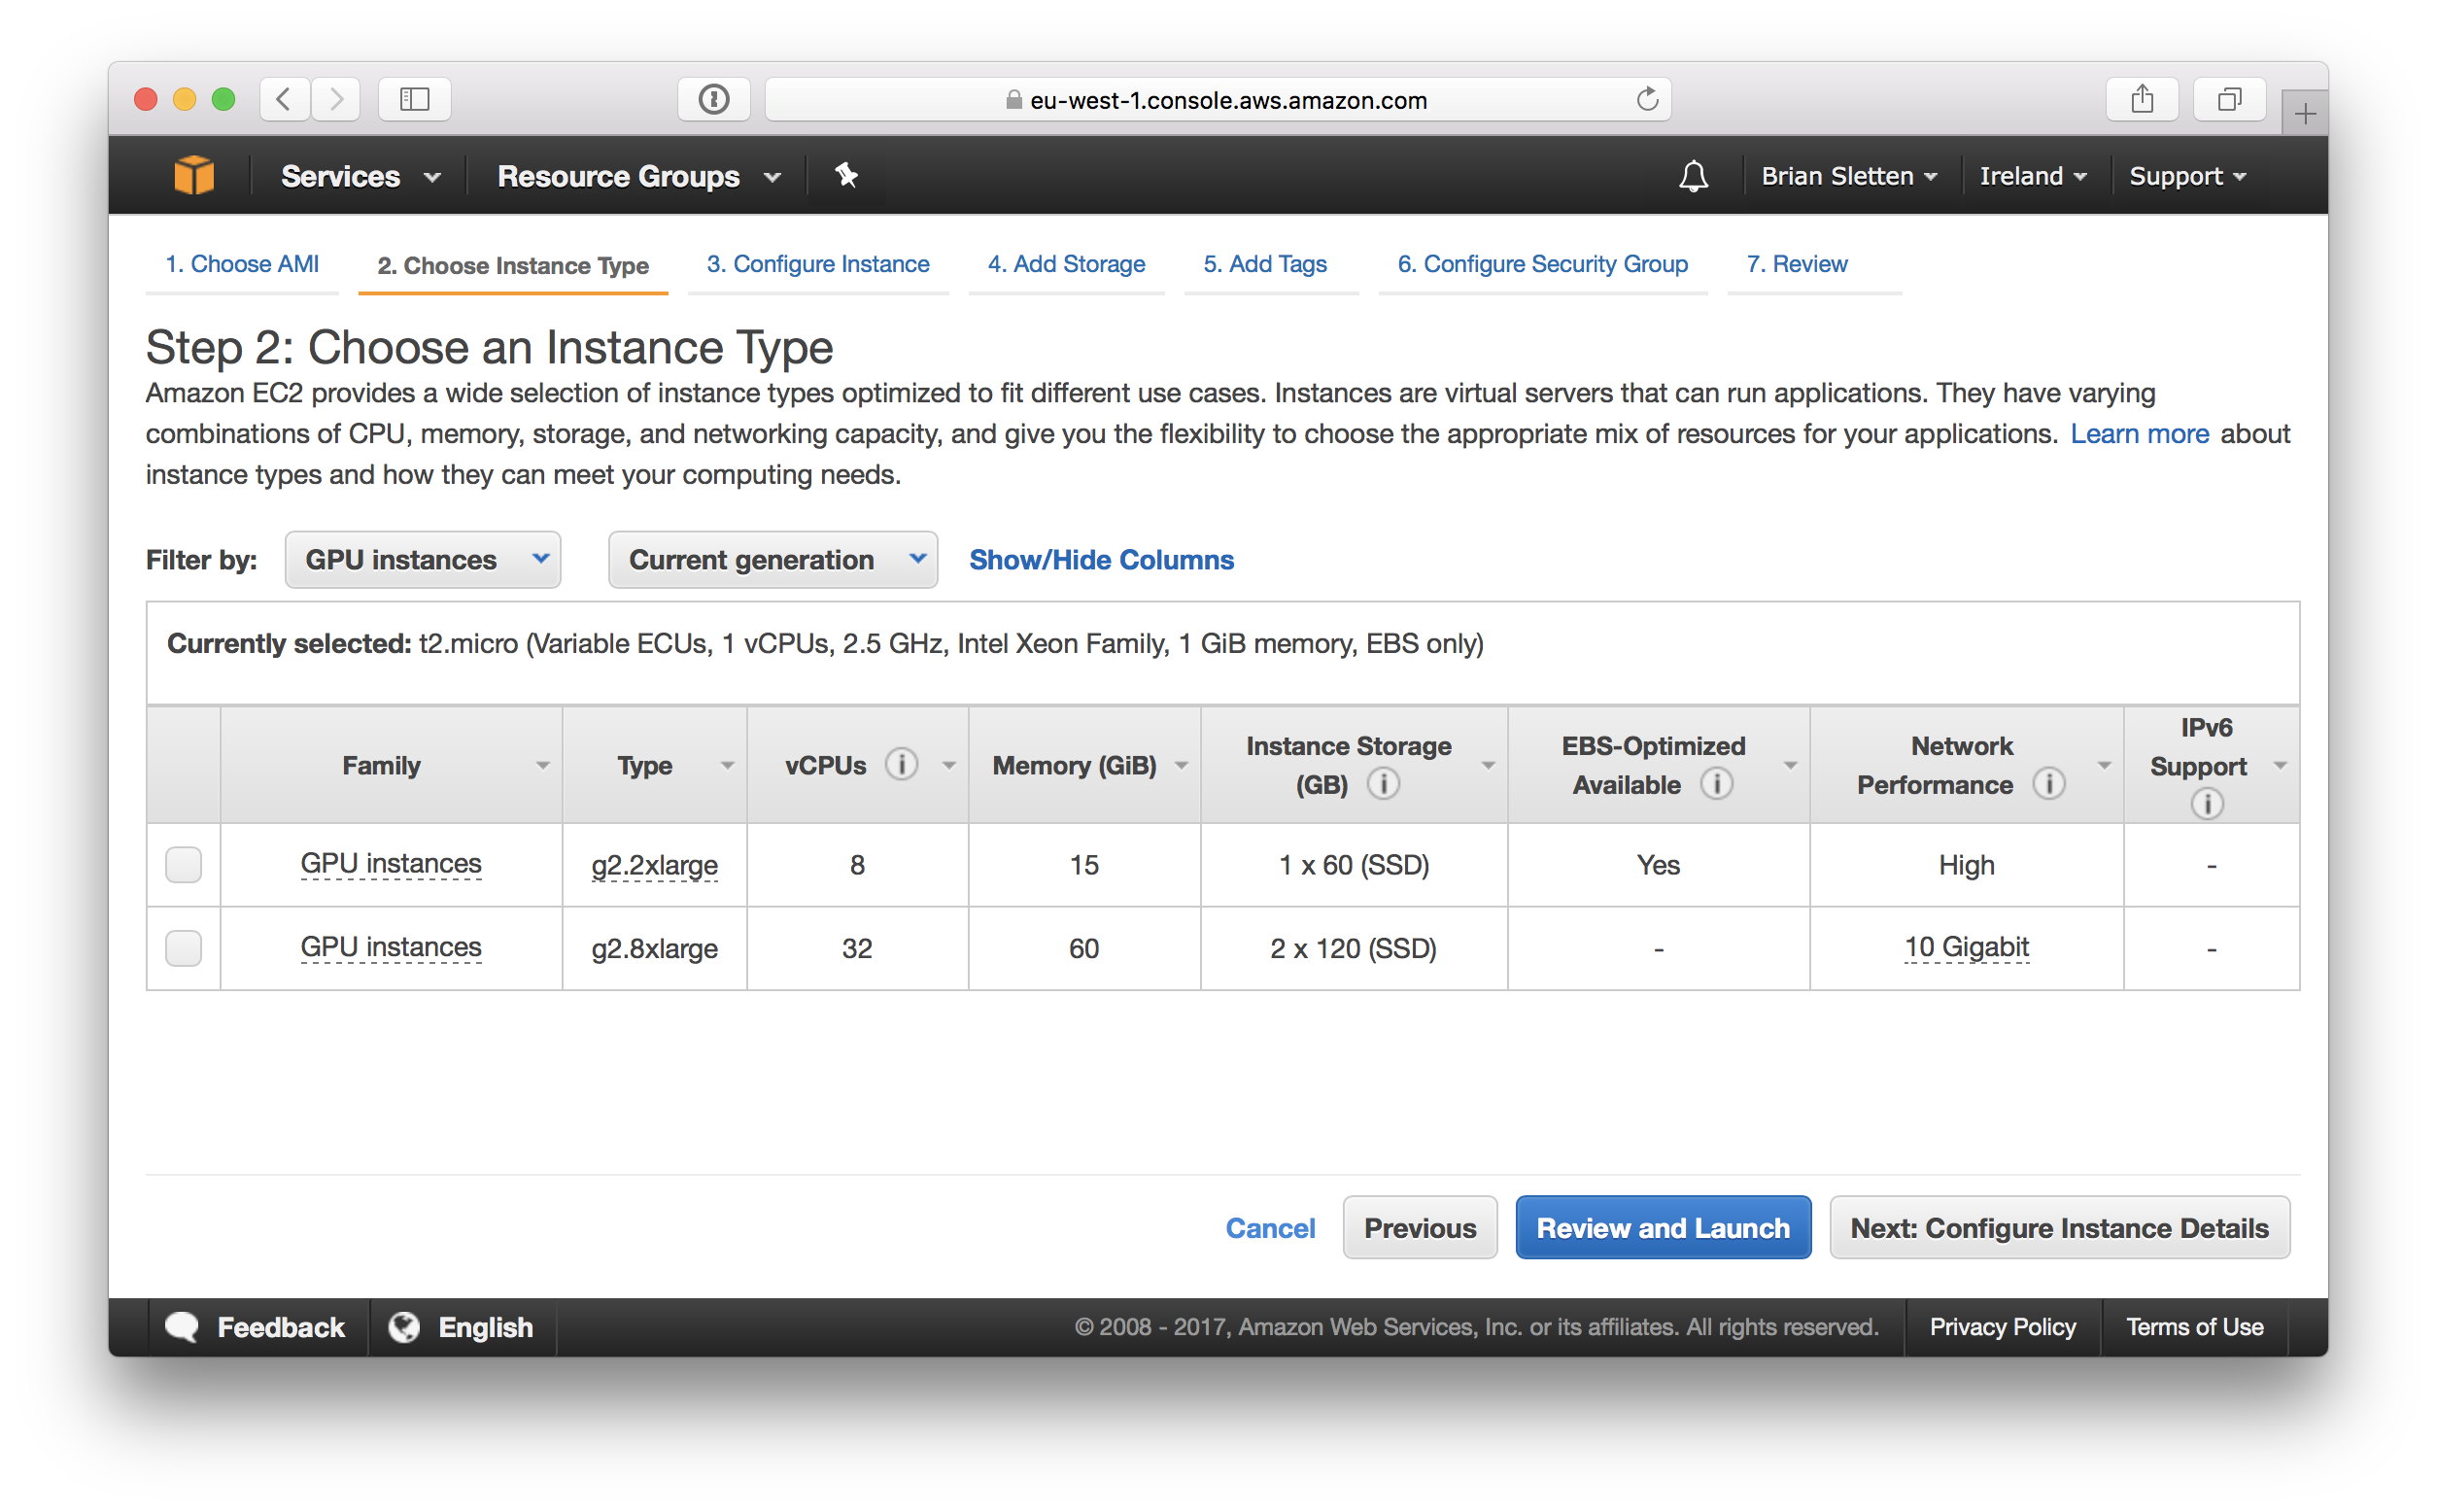 eu-west-1.console.aws.amazon.com
Services
Resource Groups
Brian Sletten
Ireland
Support
1. Choose AMI
2. Choose Instance Type
3. Configure Instance
4. Add Storage
5. Add Tags
6. Configure Security Group
7. Review
Step 2: Choose an Instance Type
Amazon EC2 provides a wide selection of instance types optimized to fit different use cases. Instances are virtual servers that can run applications. They have varying
combinations of CPU, memory, storage, and networking capacity, and give you the flexibility to choose the appropriate mix of resources for your applications. Learn more about
instance types and how they can meet your computing needs.
Filter by:
GPU instances
Current generation
Show/Hide Columns
Currently selected: t2.micro (Variable ECUs, 1 vCPUs, 2.5 GHz, Intel Xeon Family, 1 GiB memory, EBS only)
Family
Type
vCPUs
Memory (GiB)
Instance Storage
(GB)
EBS-Optimized
Available
Network
Performance
IPv6
Support
GPU instances
g2.2xlarge
8
15
1 x 60 (SSD)
Yes
High
-
GPU instances
g2.8xlarge
32
60
2 x 120 (SSD)
-
10 Gigabit
-
Cancel
Previous
Review and Launch
Next: Configure Instance Details
Feedback
English
© 2008 - 2017, Amazon Web Services, Inc. or its affiliates. All rights reserved.
Privacy Policy
Terms of Use